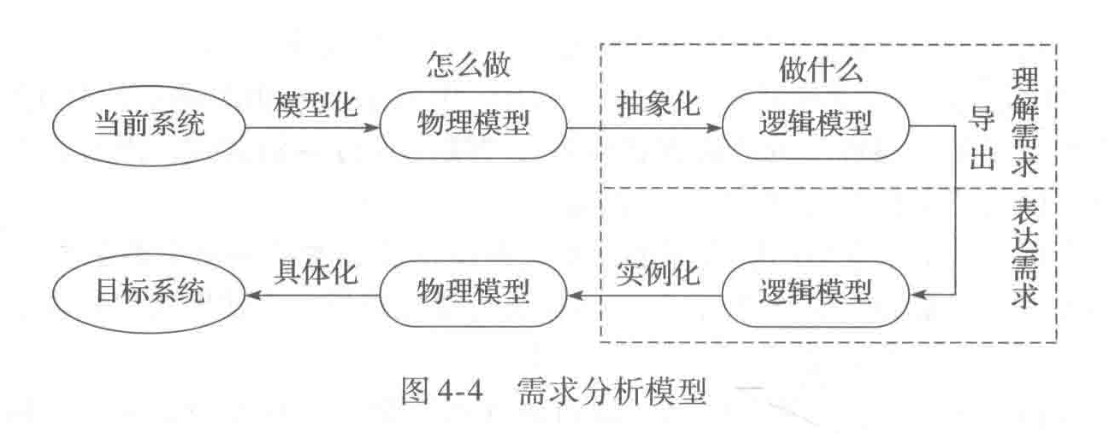 怎么做
做什么
当前系统
模型化
物理模型
抽象化
逻辑模型
导出
理解需求
目标系统
具体化
物理模型
实例化
逻辑模型
表达需求
图 4-4 需求分析模型